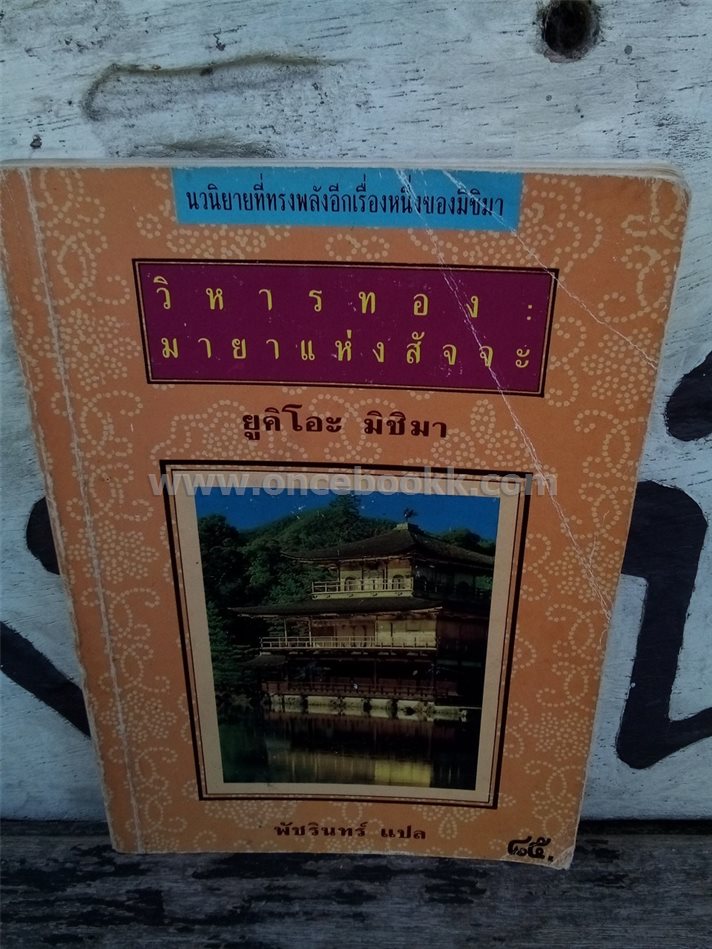 นวนิยายที่ทรงพลังอีกเรื่องหนึ่งของมิชิมา
วิหารทอง :
มายาแห่งสัจจะ
ยูคิโอะ มิชิมา
www.oncebookk.com
พัชรินทร์ แปล
๘๕.